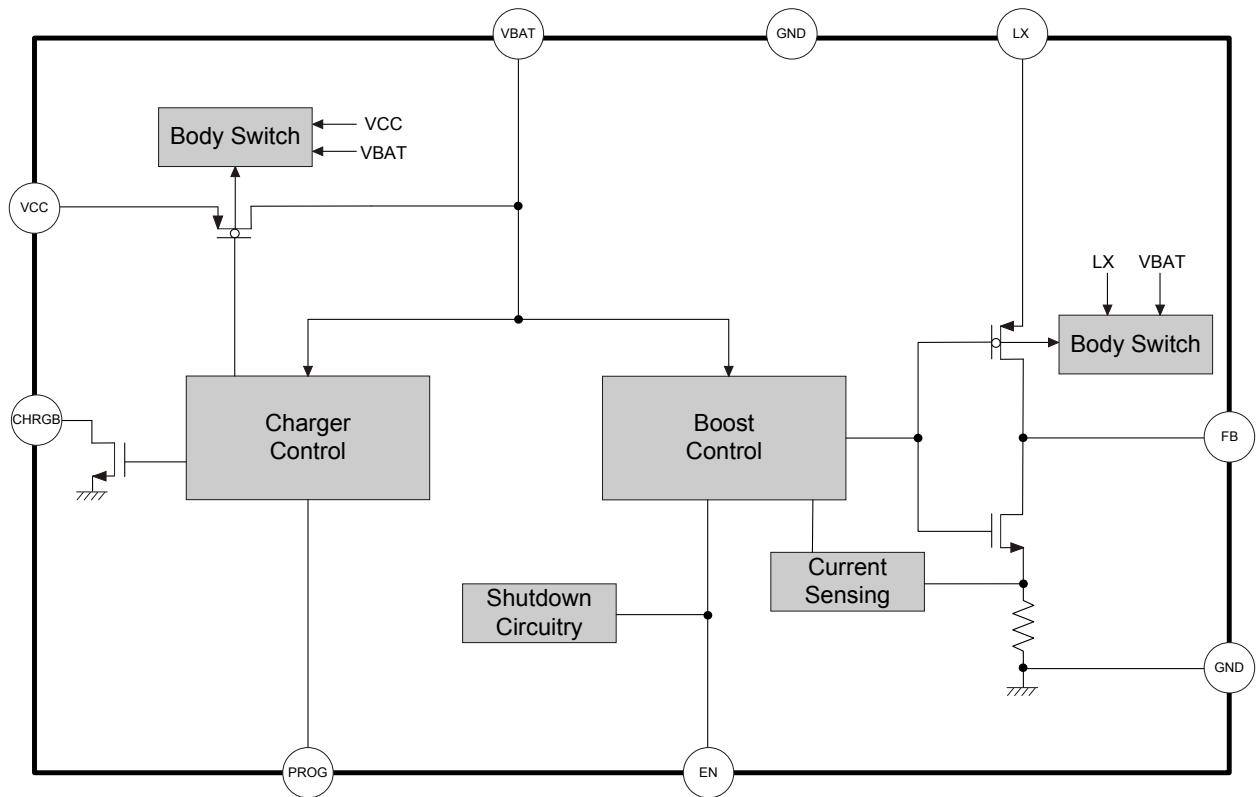 VBAT
GND
LX
Body Switch
VCC
VBAT
VCC
LX
VBAT
Body Switch
CHRGB
Charger
Control
Boost
Control
FB
Current
Sensing
Shutdown
Circuitry
GND
PROG
EN